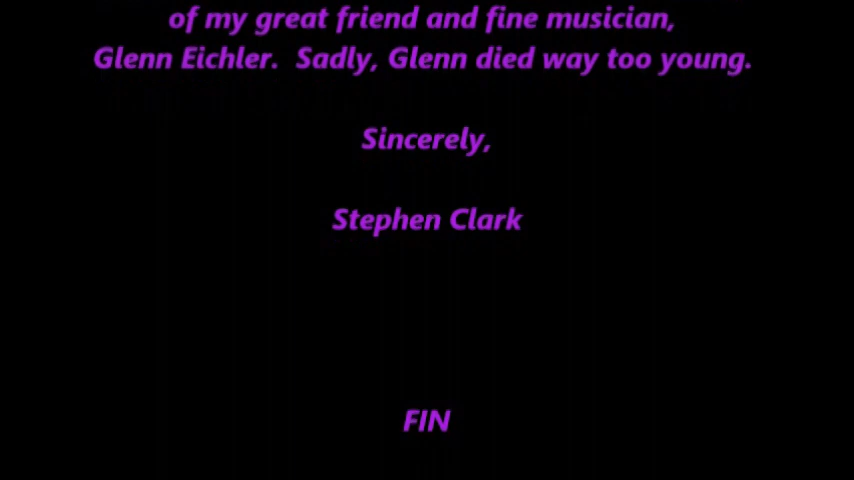 of my great friend and fine musician,
Glenn Eichler.  Sadly, Glenn died way too young.
Sincerely,
Stephen Clark
FIN